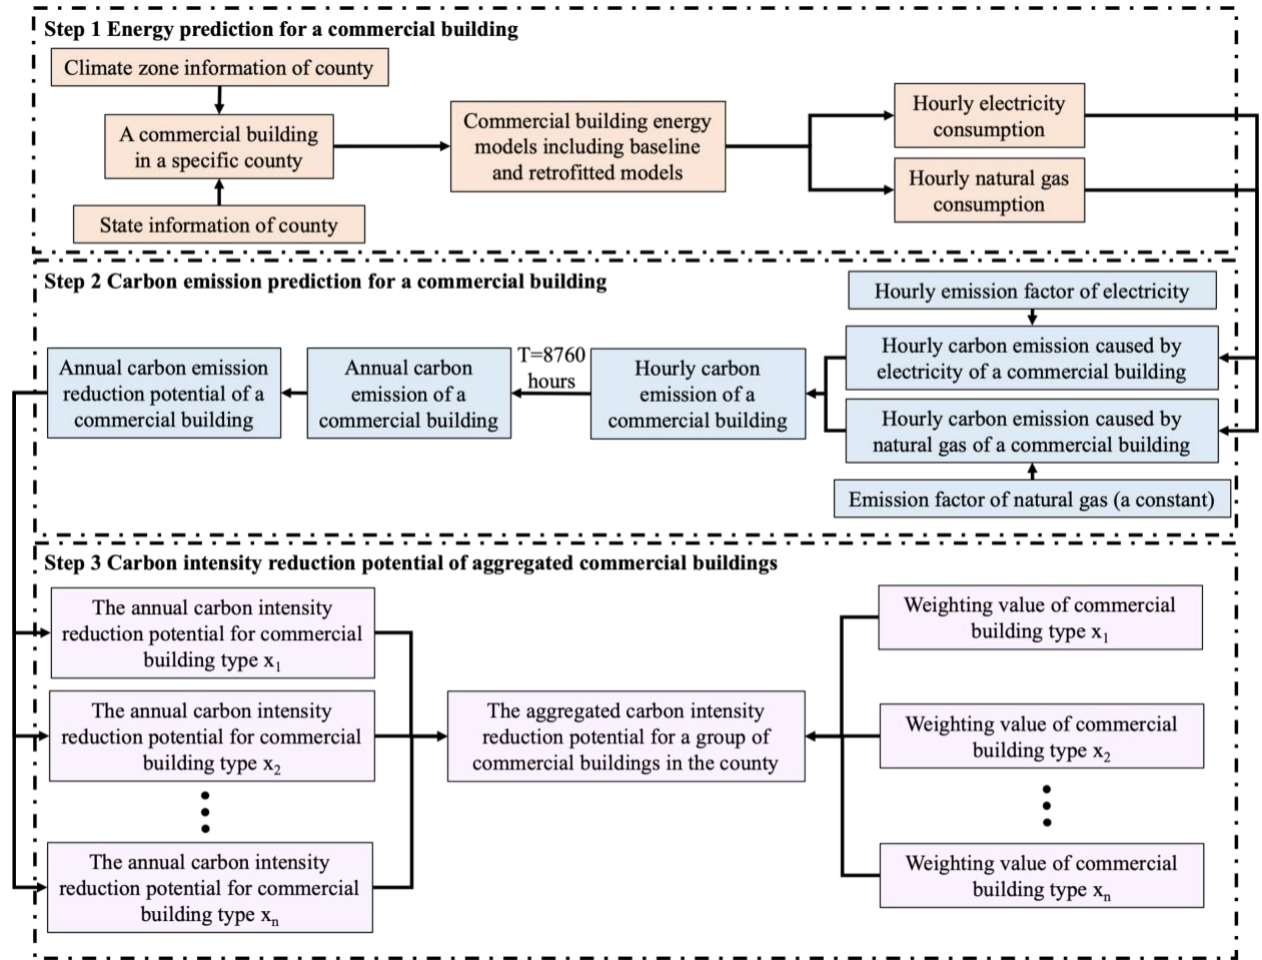 Step 1 Energy prediction for a commercial building
Climate zone information of county
A commercial building
in a specific county
State information of county
Commercial building energy
models including baseline
and retrofitted models
Hourly electricity
consumption
Hourly natural gas
consumption
Step 2 Carbon emission prediction for a commercial building
Hourly emission factor of electricity
Hourly carbon emission caused by
electricity of a commercial building
Hourly carbon emission caused by
natural gas of a commercial building
Emission factor of natural gas (a constant)
Hourly carbon
emission of a
commercial building
T=8760
hours
Annual carbon
emission of a
commercial building
Annual carbon emission
reduction potential of a
commercial building
Step 3 Carbon intensity reduction potential of aggregated commercial buildings
The annual carbon intensity
reduction potential for commercial
building type x₁
The annual carbon intensity
reduction potential for commercial
building type x₂
The annual carbon intensity
reduction potential for commercial
building type xₙ
The aggregated carbon intensity
reduction potential for a group of
commercial buildings in the county
Weighting value of commercial
building type x₁
Weighting value of commercial
building type x₂
Weighting value of commercial
building type xₙ